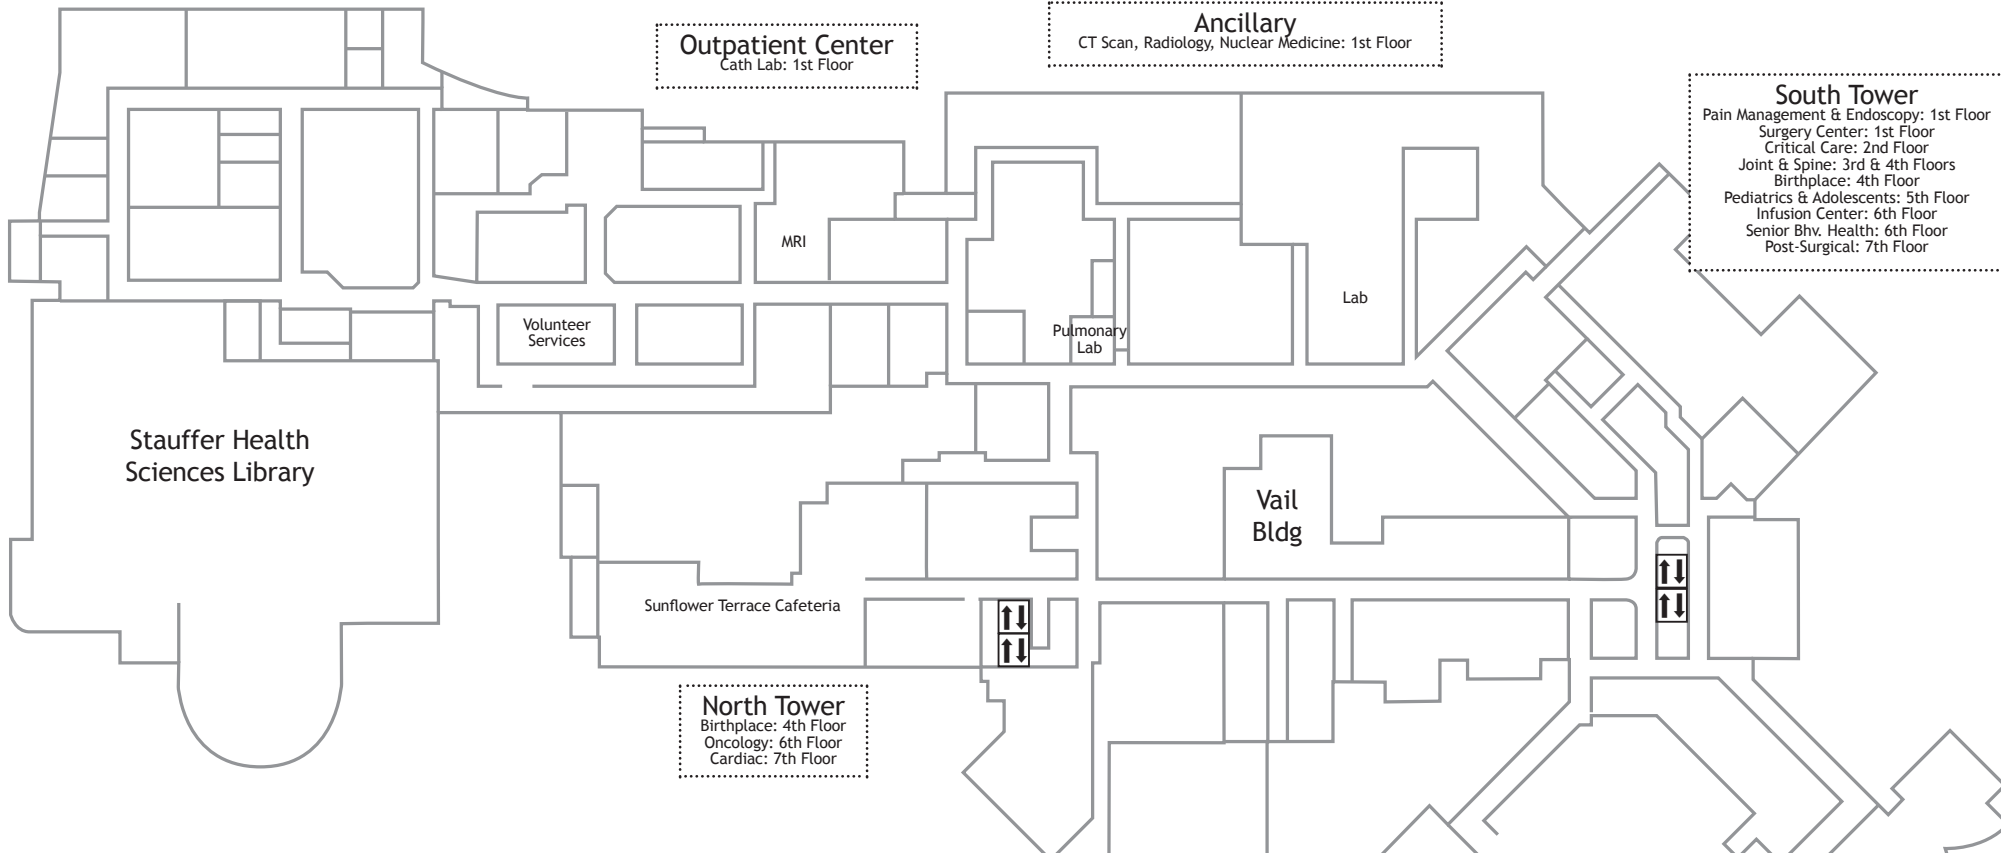 Outpatient Center
Cath Lab: 1st Floor
Ancillary
CT Scan, Radiology, Nuclear Medicine: 1st Floor
South Tower
Pain Management & Endoscopy: 1st Floor
Surgery Center: 1st Floor
Critical Care: 2nd Floor
Joint & Spine: 3rd & 4th Floors
Birthplace: 4th Floor
Pediatrics & Adolescents: 5th Floor
Infusion Center: 6th Floor
Senior Bhv. Health: 6th Floor
Post-Surgical: 7th Floor
MRI
Lab
Volunteer
Services
Pulmonary
Lab
Stauffer Health
Sciences Library
Vail
Bldg
Sunflower Terrace Cafeteria
North Tower
Birthplace: 4th Floor
Oncology: 6th Floor
Cardiac: 7th Floor